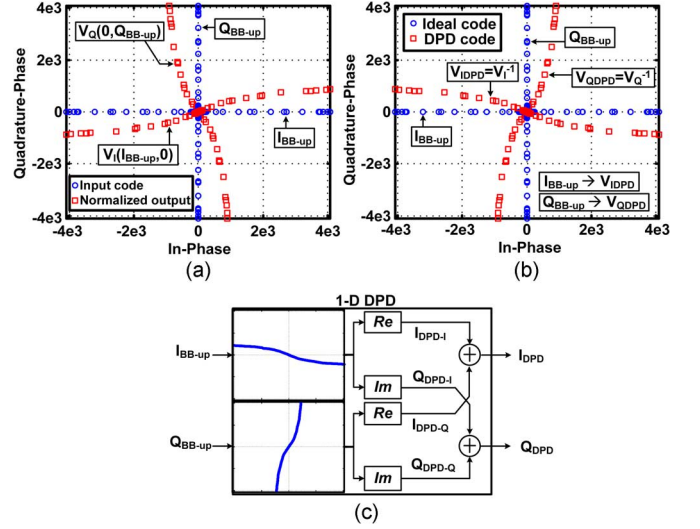 4e3
2e3
0
-2e3
-4e3
-4e3 -2e3 0 2e3 4e3
Quadrature-Phase
In-Phase
V_Q(0,Q_BB-up)
Q_BB-up
I_BB-up
V_I(I_BB-up,0)
Input code
Normalized output
(a)
4e3
2e3
0
-2e3
-4e3
-4e3 -2e3 0 2e3 4e3
Quadrature-Phase
In-Phase
Ideal code
DPD code
Q_BB-up
V_IDPD=V_I^-1
V_QDPD=V_Q^-1
I_BB-up
I_BB-up → V_IDPD
Q_BB-up → V_QDPD
(b)
1-D DPD
I_BB-up
Q_BB-up
Re
I_DPD-I
Im
Q_DPD-I
Re
I_DPD-Q
Im
Q_DPD-Q
+
I_DPD
+
Q_DPD
(c)